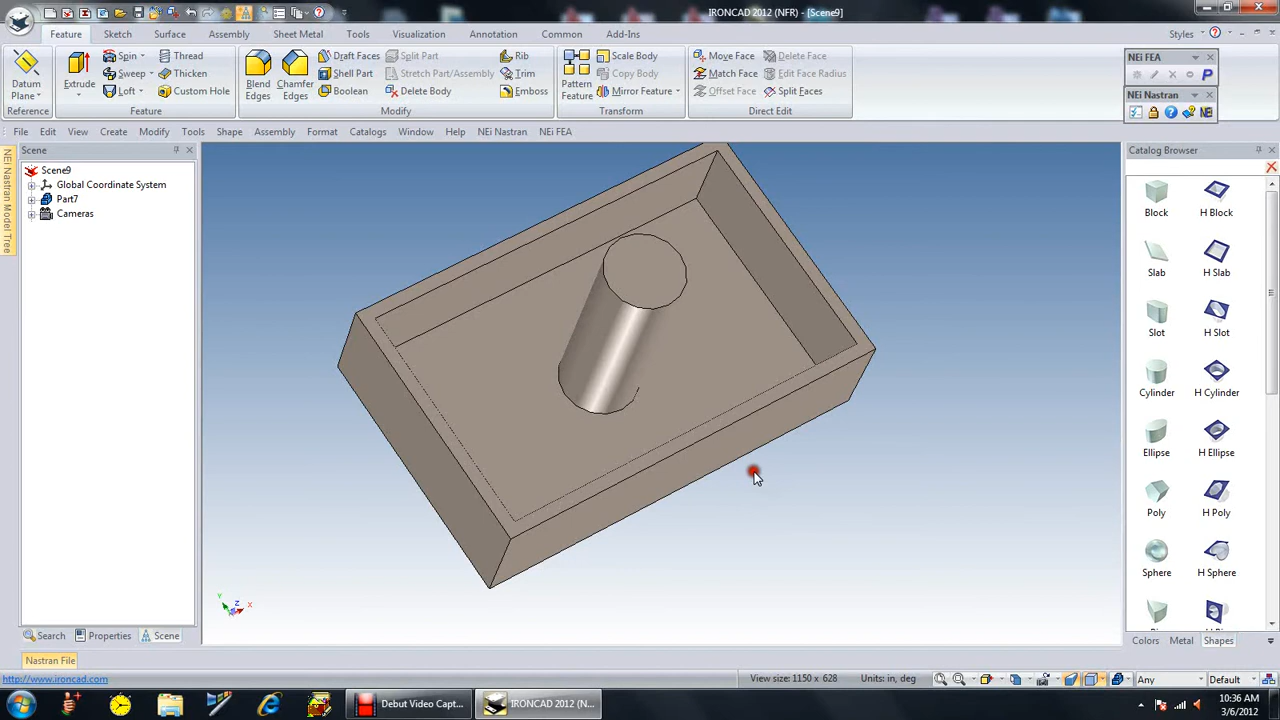 IRONCAD 2012 (NFR) - [Scene9]
Feature Sketch Surface Assembly Sheet Metal Tools Visualization Annotation Common Add-Ins Styles
Datum Plane
Reference
Extrude
Spin Sweep Loft
Thread Thicken Custom Hole
Feature
Blend Edges
Chamfer Edges
Draft Faces Shell Part Boolean
Split Part Stretch Part/Assembly Delete Body
Rib Trim Emboss
Modify
Pattern Feature
Scale Body Copy Body Mirror Feature
Transform
Move Face Match Face Offset Face
Delete Face Edit Face Radius Split Faces
Direct Edit
NEi FEA
NEi Nastran
File Edit View Create Modify Tools Shape Assembly Format Catalogs Window Help NEi Nastran NEi FEA
NEi Nastran Model Tree
Scene
Scene9
Global Coordinate System
Part7
Cameras
Y Z X
Catalog Browser
Block H Block
Slab H Slab
Slot H Slot
Cylinder H Cylinder
Ellipse H Ellipse
Poly H Poly
Sphere H Sphere
Search Properties Scene
Colors Metal Shapes
Nastran File
http://www.ironcad.com
View size: 1150 x 628 Units: in, deg Any Default
Debut Video Capt...
IRONCAD 2012 (N...
10:36 AM
3/6/2012